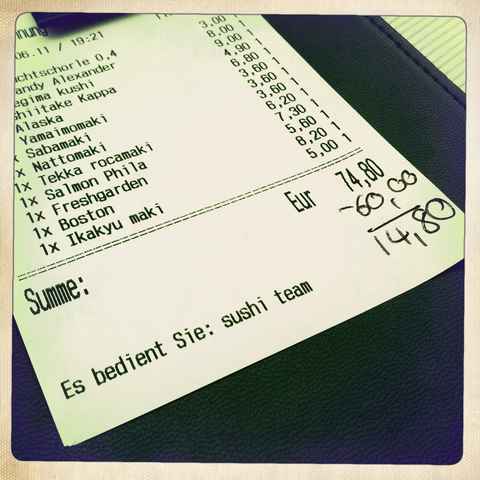 nung
06.11 / 19:21
achtschorle 0,4 3,00 1
andy Alexander 8,00 1
agima kushi 9,00 1
hiitake Kappa 4,90 1
Alaska 6,80 1
Yamaimomaki 3,60 1
x Sabamaki 3,60 1
x Nattomaki 3,60 1
1x Tekka rocamaki 6,20 1
1x Salmon Phila 7,30 1
1x Freshgarden 5,60 1
1x Boston 8,20 1
1x Ikakyu maki 5,00 1
Summe: Eur 74,80
-60,00
14,80
Es bedient Sie: sushi team